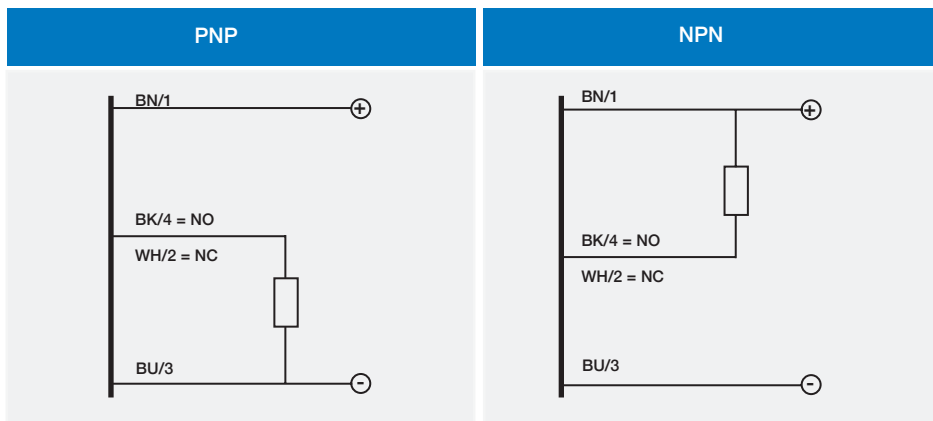 PNP
BN/1
+
BK/4 = NO
WH/2 = NC
BU/3
-
NPN
BN/1
+
BK/4 = NO
WH/2 = NC
BU/3
-